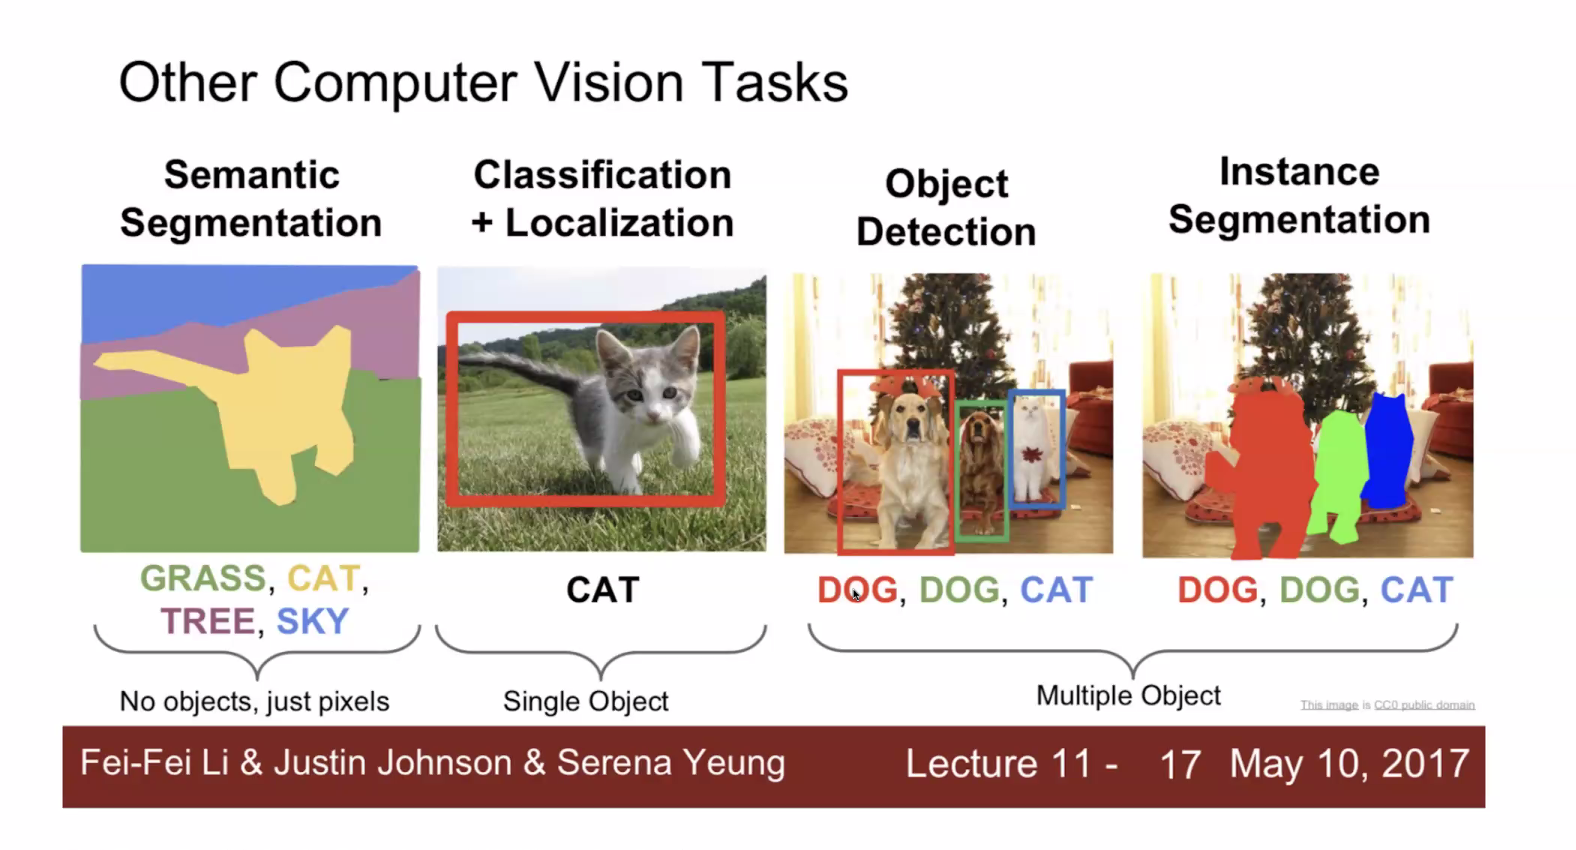 Other Computer Vision Tasks
Semantic
Segmentation
Classification
+ Localization
Object
Detection
Instance
Segmentation
GRASS, CAT,
TREE, SKY
CAT
DOG, DOG, CAT
DOG, DOG, CAT
No objects, just pixels
Single Object
Multiple Object
This image is CC0 public domain
Fei-Fei Li & Justin Johnson & Serena Yeung
Lecture 11 - 17 May 10, 2017